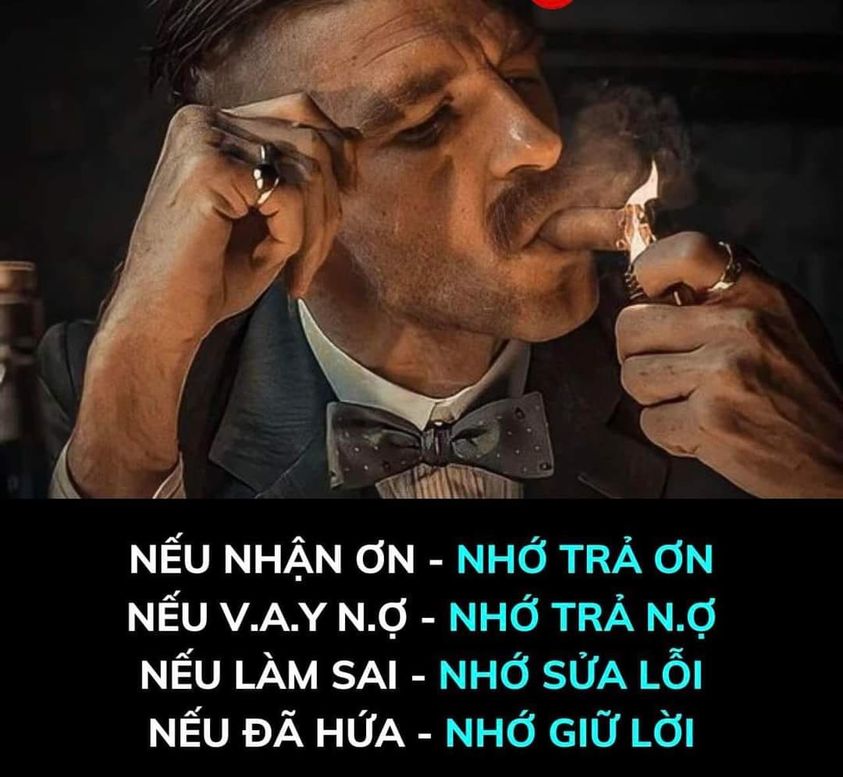 NẾU NHẬN ƠN - NHỚ TRẢ ƠN
NẾU V.A.Y N.Ợ - NHỚ TRẢ N.Ợ
NẾU LÀM SAI - NHỚ SỬA LỖI
NẾU ĐÃ HỨA - NHỚ GIỮ LỜI